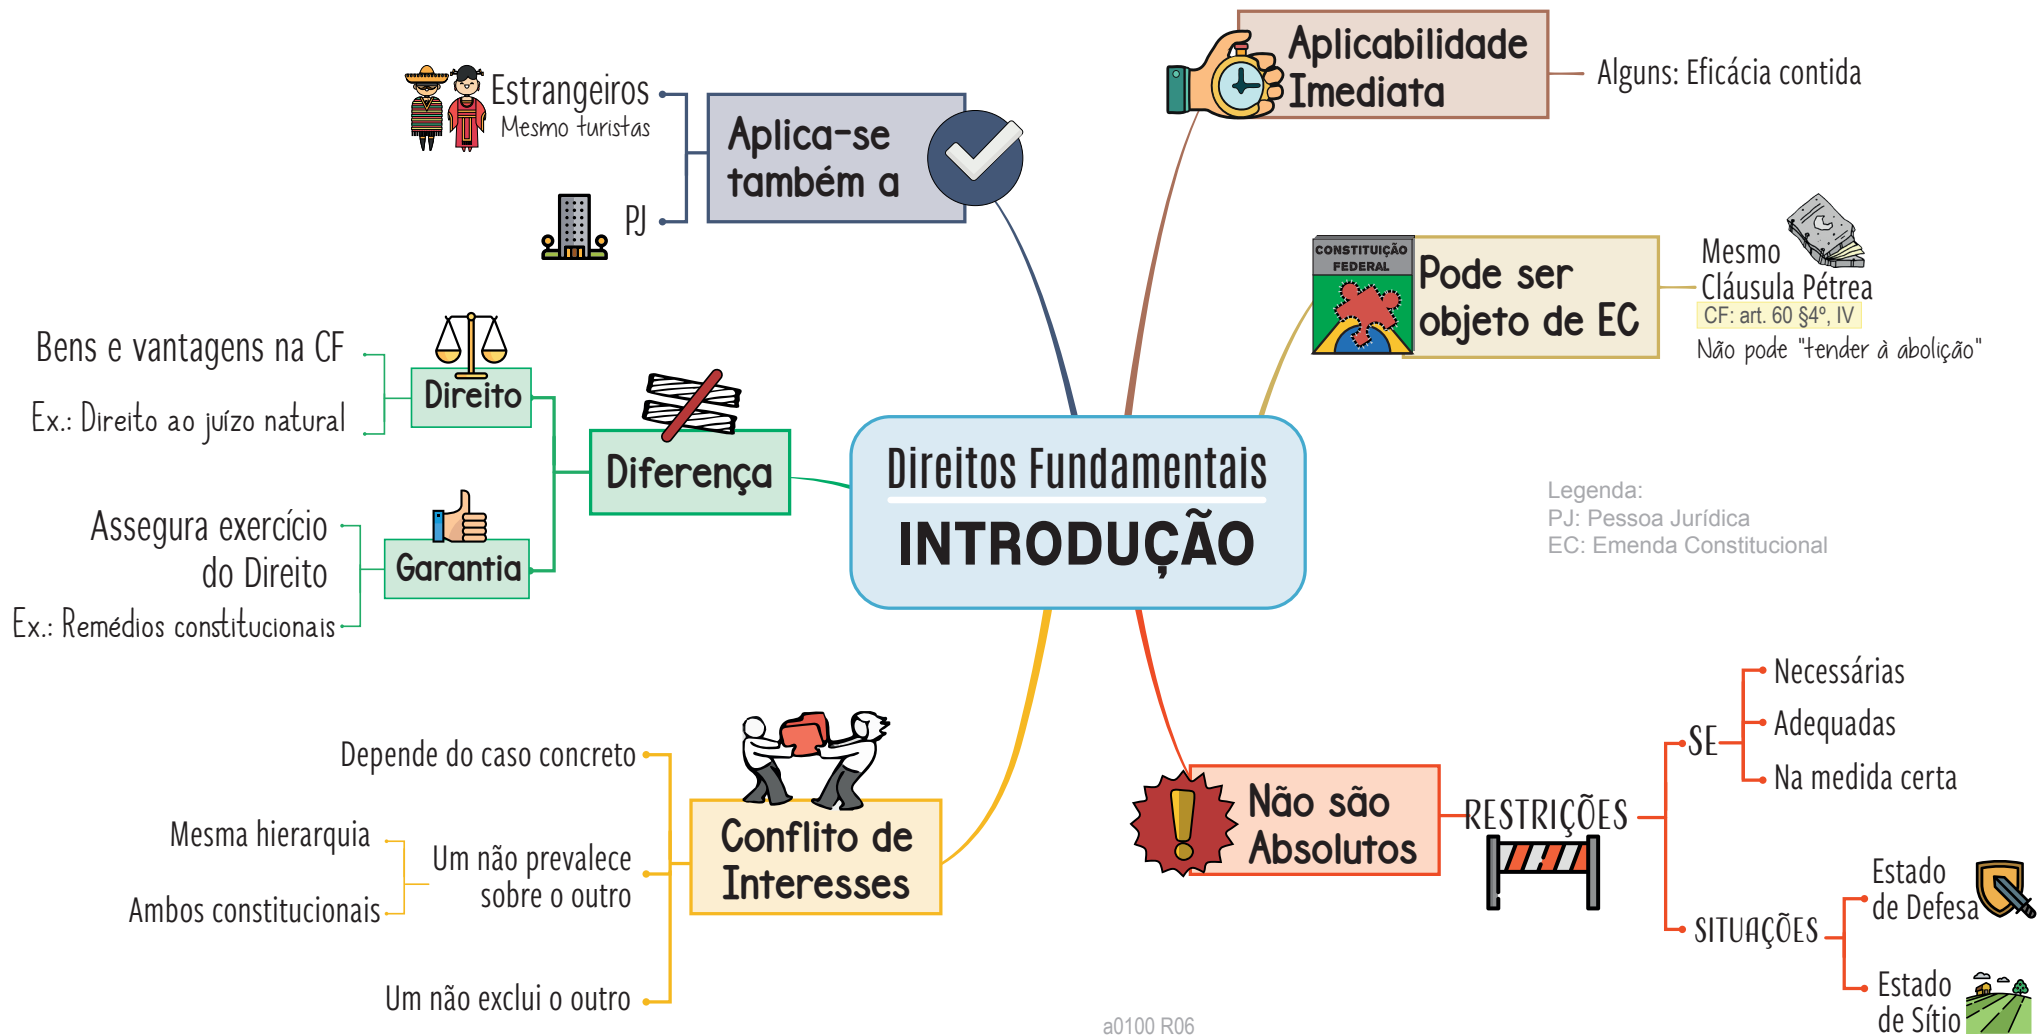 Direitos Fundamentais
INTRODUÇÃO
Aplicabilidade
Imediata
Alguns: Eficácia contida
CONSTITUIÇÃO
FEDERAL
Pode ser
objeto de EC
Mesmo
Cláusula Pétrea
CF: art. 60 §4º, IV
Não pode "tender à abolição"
Legenda:
PJ: Pessoa Jurídica
EC: Emenda Constitucional
Não são
Absolutos
RESTRIÇÕES
SE
Necessárias
Adequadas
Na medida certa
SITUAÇÕES
Estado
de Defesa
Estado
de Sítio
Conflito de
Interesses
Depende do caso concreto
Um não prevalece
sobre o outro
Mesma hierarquia
Ambos constitucionais
Um não exclui o outro
Diferença
Direito
Bens e vantagens na CF
Ex.: Direito ao juízo natural
Garantia
Assegura exercício
do Direito
Ex.: Remédios constitucionais
Aplica-se
também a
Estrangeiros
Mesmo turistas
PJ
a0100 R06